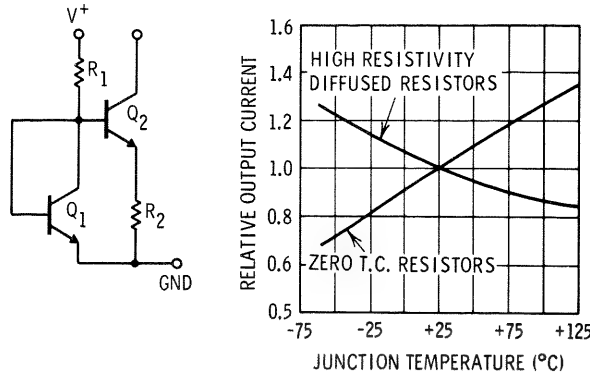 V+
R1
Q2
Q1
R2
GND
RELATIVE OUTPUT CURRENT
1.6
1.4
1.2
1.0
0.8
0.6
0.5
HIGH RESISTIVITY
DIFFUSED RESISTORS
ZERO T.C. RESISTORS
-75 -25 +25 +75 +125
JUNCTION TEMPERATURE (°C)